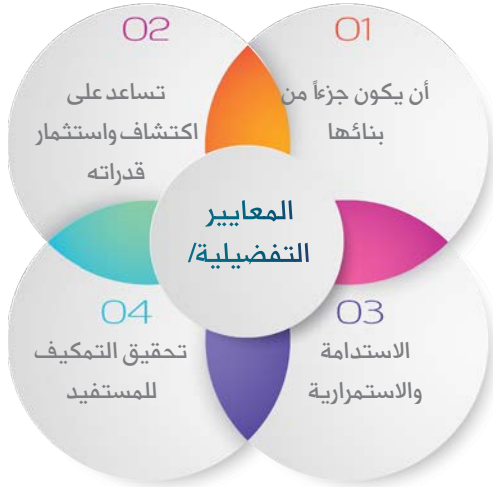 01
أن يكون جزءاً من
بنائها
02
تساعد على
اكتشاف واستثمار
قدراته
المعايير
التفضيلية/
03
الاستدامة
والاستمرارية
04
تحقيق التمكيف
للمستفيد